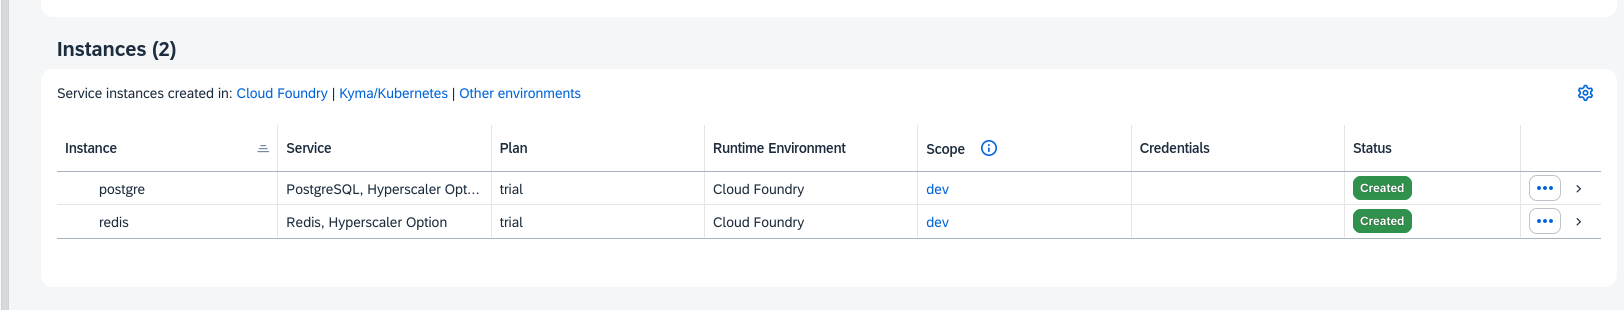 Instances (2)
Service instances created in: Cloud Foundry | Kyma/Kubernetes | Other environments
Instance Service Plan Runtime Environment Scope Credentials Status
postgre PostgreSQL, Hyperscaler Opt... trial Cloud Foundry dev Created
redis Redis, Hyperscaler Option trial Cloud Foundry dev Created